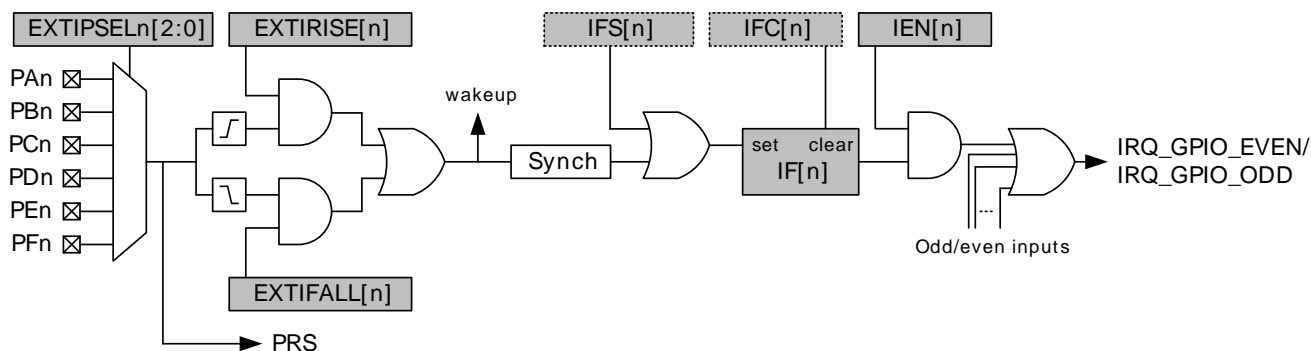 EXTIPSELn[2:0]
EXTIRISE[n]
IFS[n]
IFC[n]
IEN[n]
PAn
PBn
PCn
PDn
PEn
PFn
wakeup
Synch
set clear
IF[n]
IRQ_GPIO_EVEN/
IRQ_GPIO_ODD
...
Odd/even inputs
EXTIFALL[n]
PRS